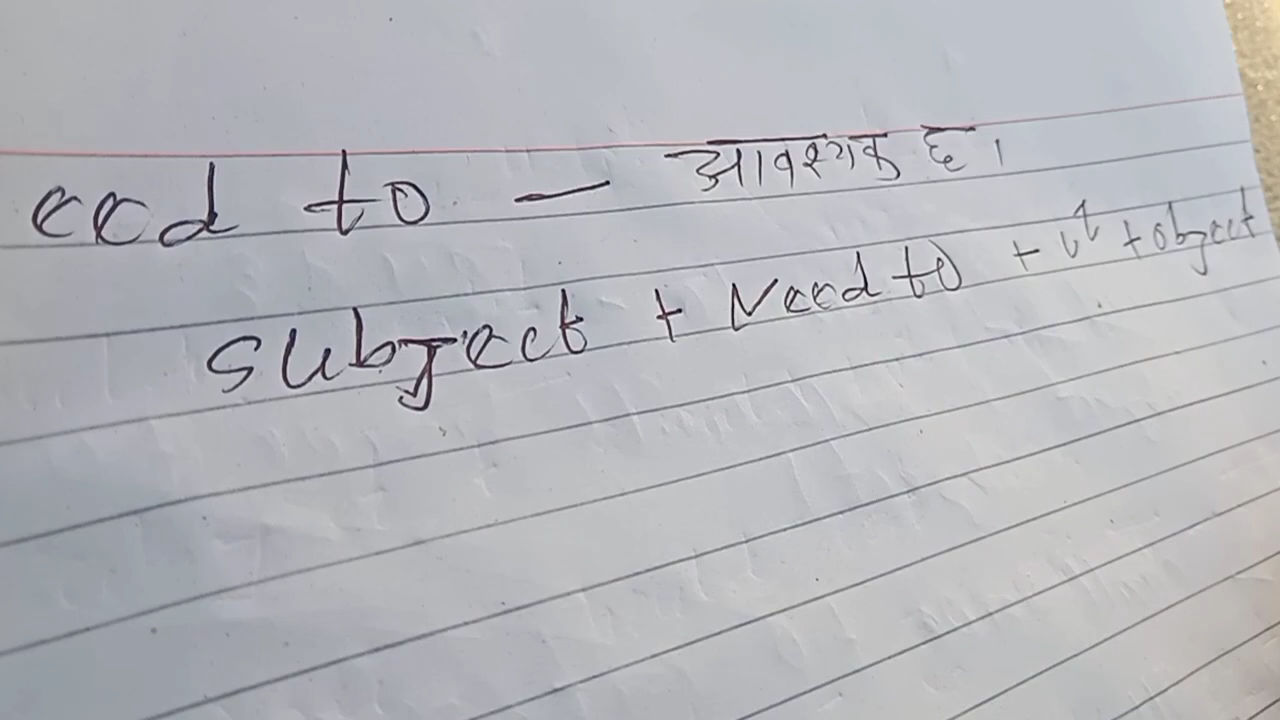 eed to – आवश्यक है।
subject + Need to + v¹ + object